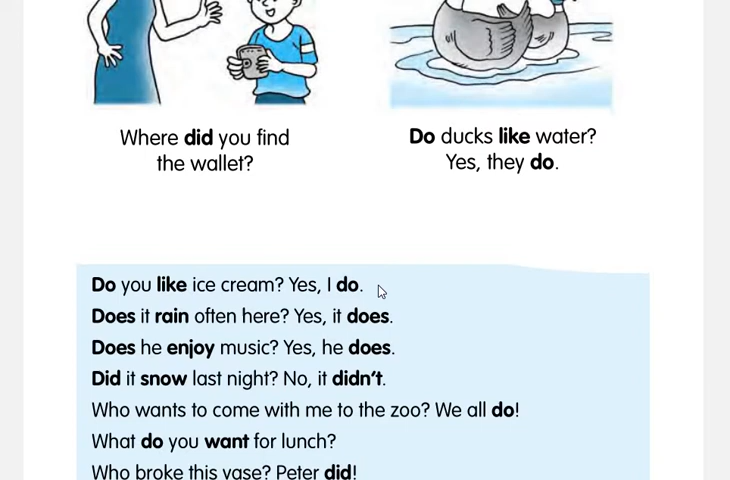 Where did you find
the wallet?
Do ducks like water?
Yes, they do.
Do you like ice cream? Yes, I do.
Does it rain often here? Yes, it does.
Does he enjoy music? Yes, he does.
Did it snow last night? No, it didn't.
Who wants to come with me to the zoo? We all do!
What do you want for lunch?
Who broke this vase? Peter did!